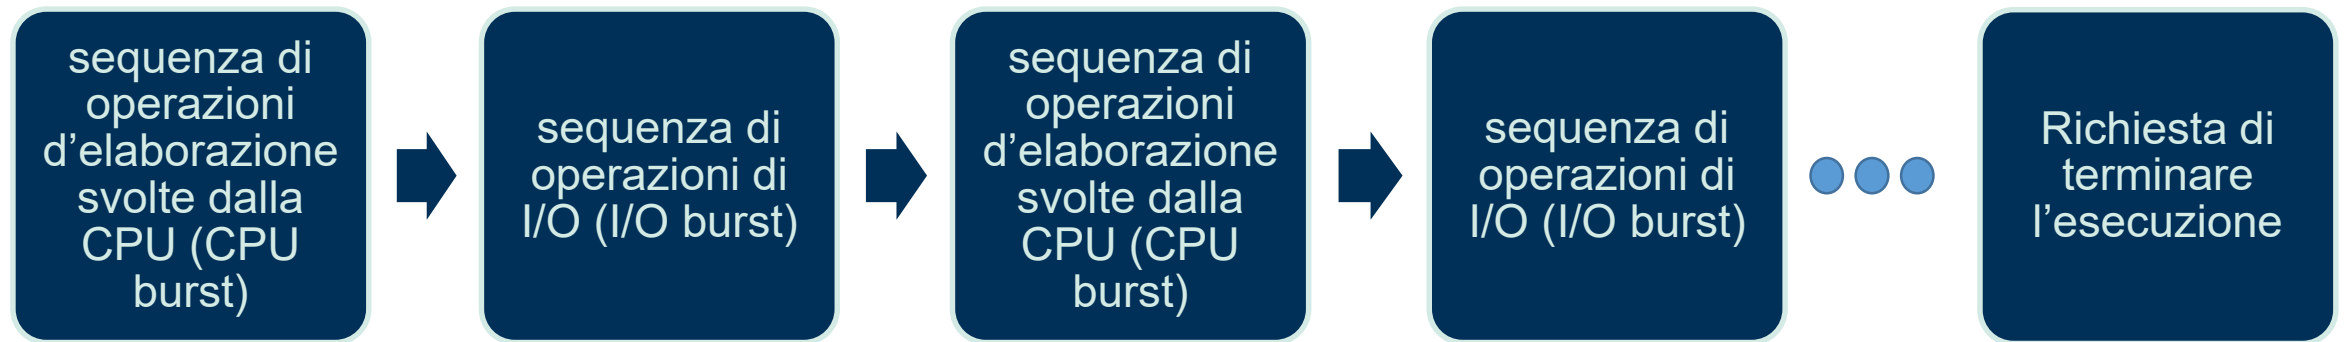 sequenza di
operazioni
d’elaborazione
svolte dalla
CPU (CPU
burst)
sequenza di
operazioni di
I/O (I/O burst)
sequenza di
operazioni
d’elaborazione
svolte dalla
CPU (CPU
burst)
sequenza di
operazioni di
I/O (I/O burst)
Richiesta di
terminare
l’esecuzione